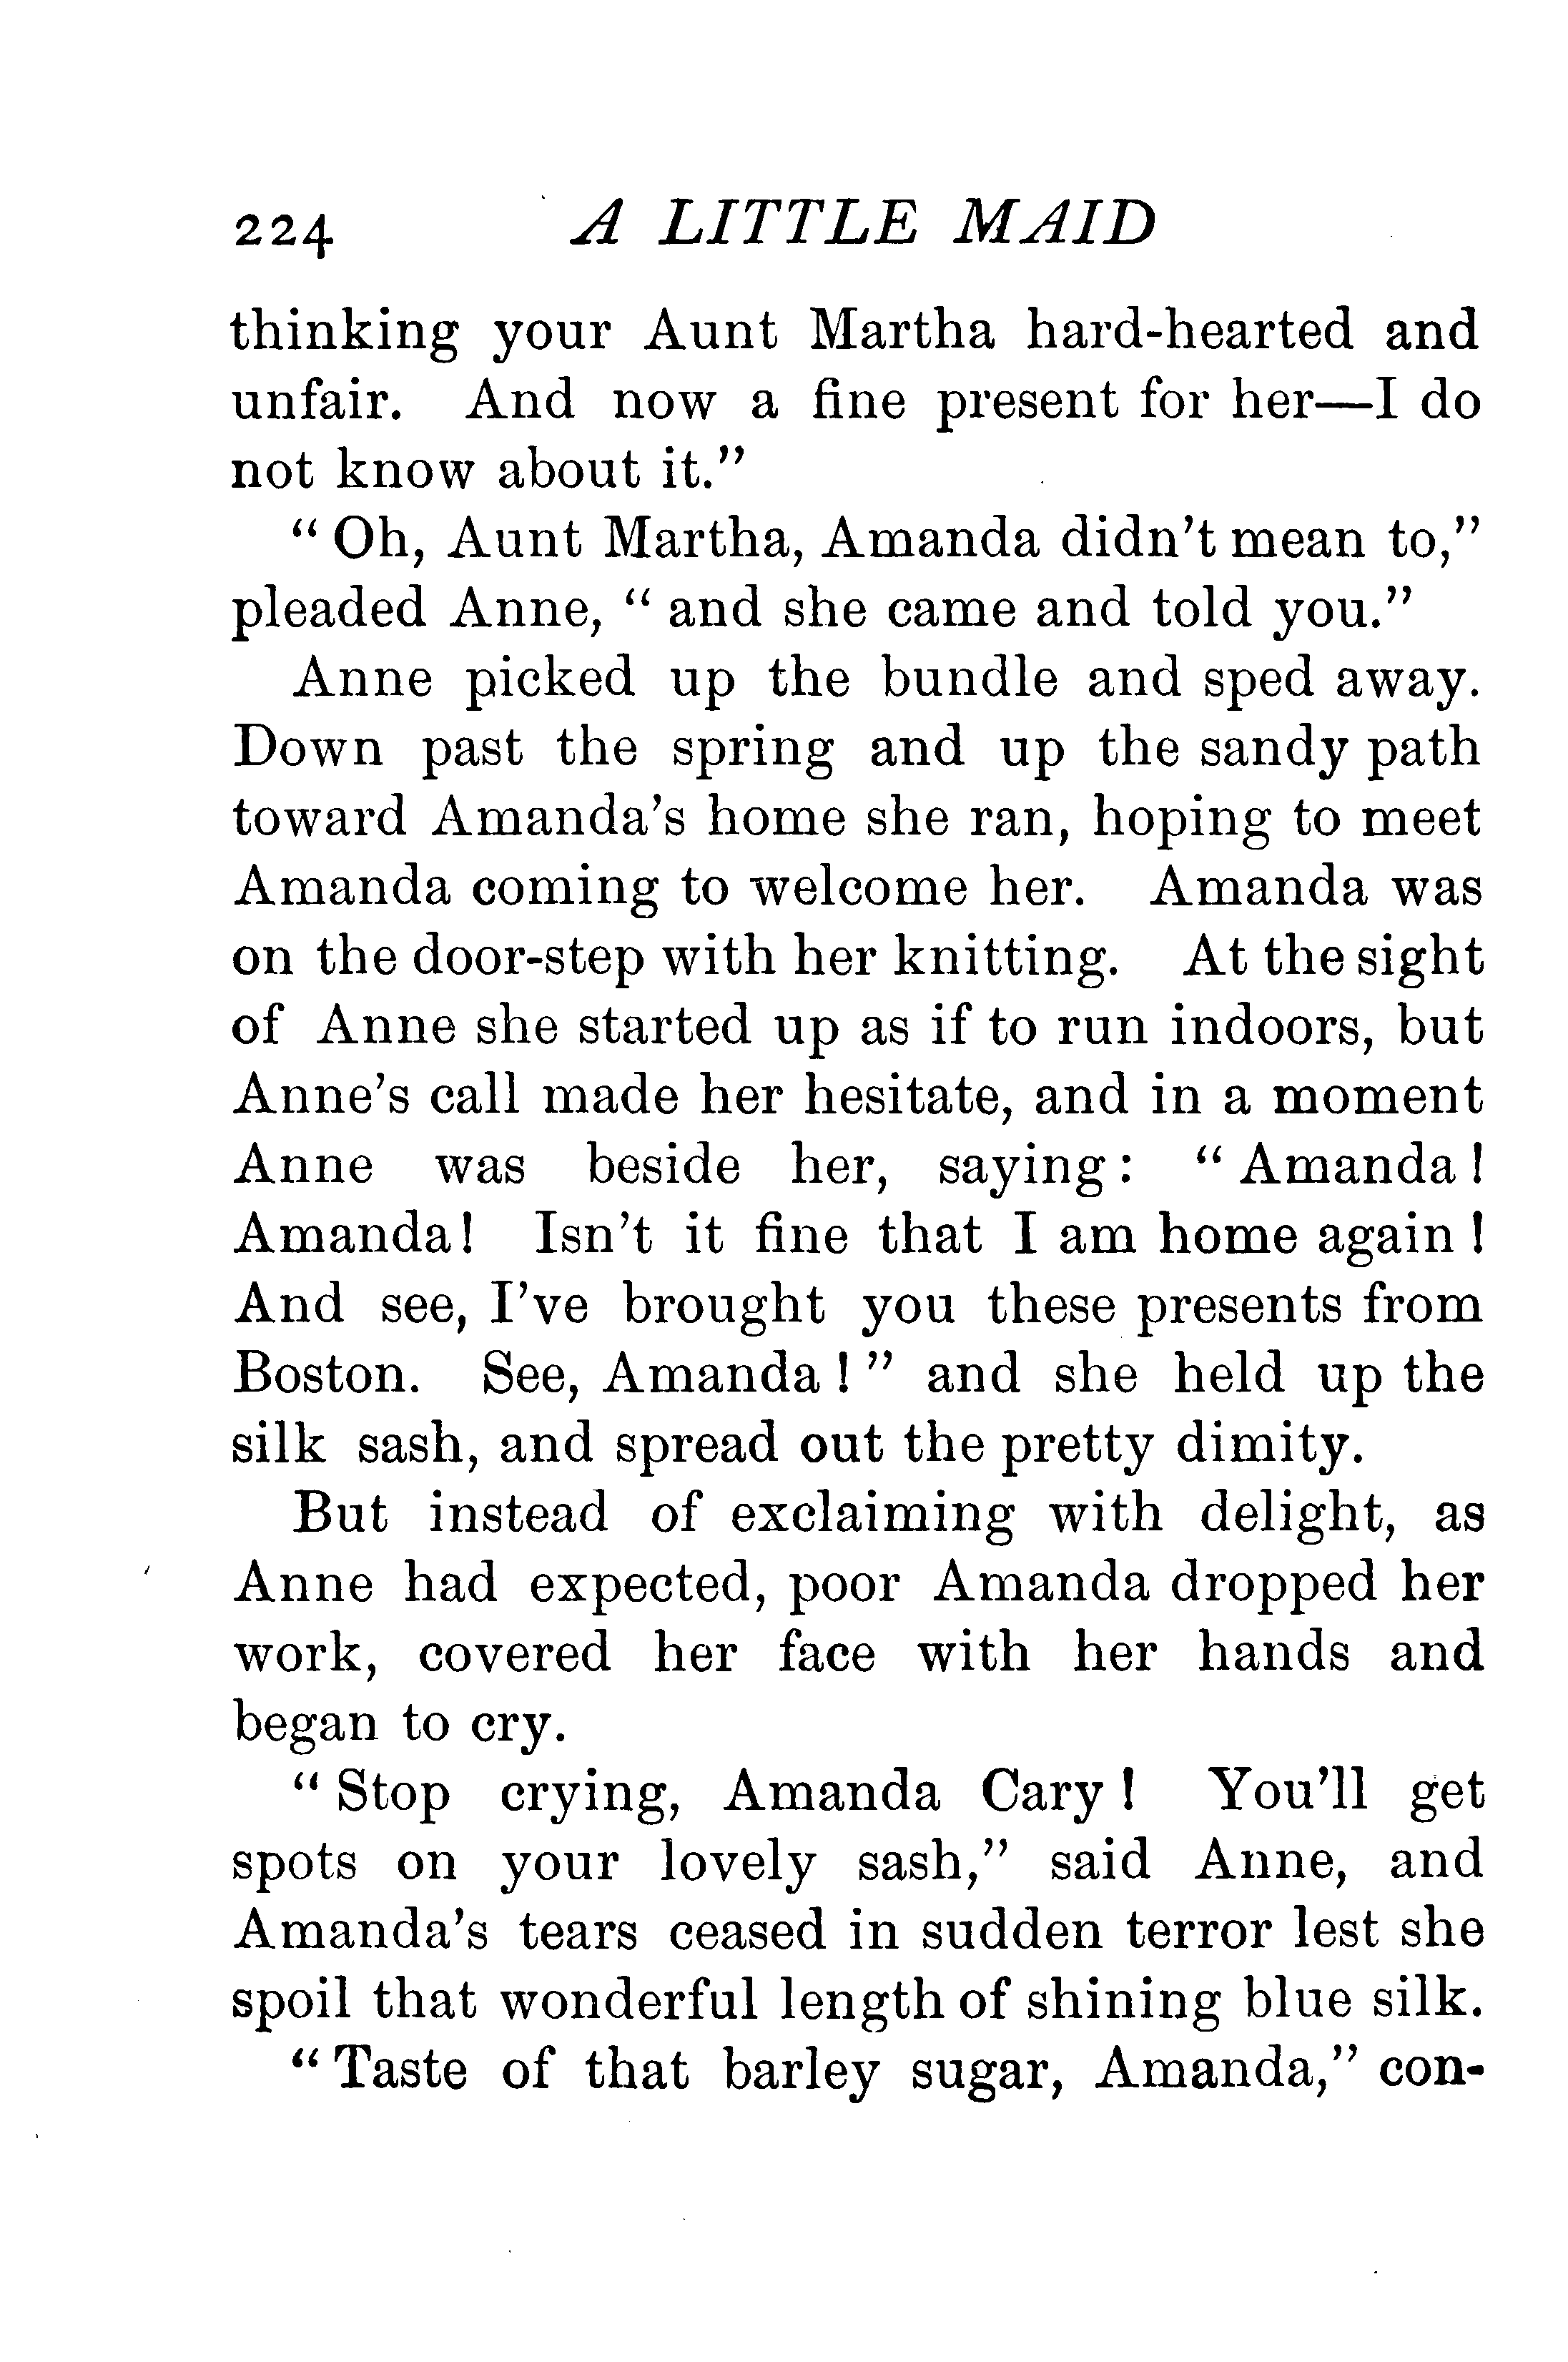 224 A LITTLE MAID
thinking your Aunt Martha hard-hearted and
unfair. And now a fine present for her—I do
not know about it.”
“ Oh, Aunt Martha, Amanda didn’t mean to,”
pleaded Anne, “ and she came and told you.”
Anne picked up the bundle and sped away.
Down past the spring and up the sandy path
toward Amanda’s home she ran, hoping to meet
Amanda coming to welcome her. Amanda was
on the door-step with her knitting. At the sight
of Anne she started up as if to run indoors, but
Anne’s call made her hesitate, and in a moment
Anne was beside her, saying: “ Amanda!
Amanda! Isn’t it fine that I am home again!
And see, I’ve brought you these presents from
Boston. See, Amanda! ” and she held up the
silk sash, and spread out the pretty dimity.
But instead of exclaiming with delight, as
Anne had expected, poor Amanda dropped her
work, covered her face with her hands and
began to cry.
“ Stop crying, Amanda Cary! You’ll get
spots on your lovely sash,” said Anne, and
Amanda’s tears ceased in sudden terror lest she
spoil that wonderful length of shining blue silk.
“ Taste of that barley sugar, Amanda,” con-